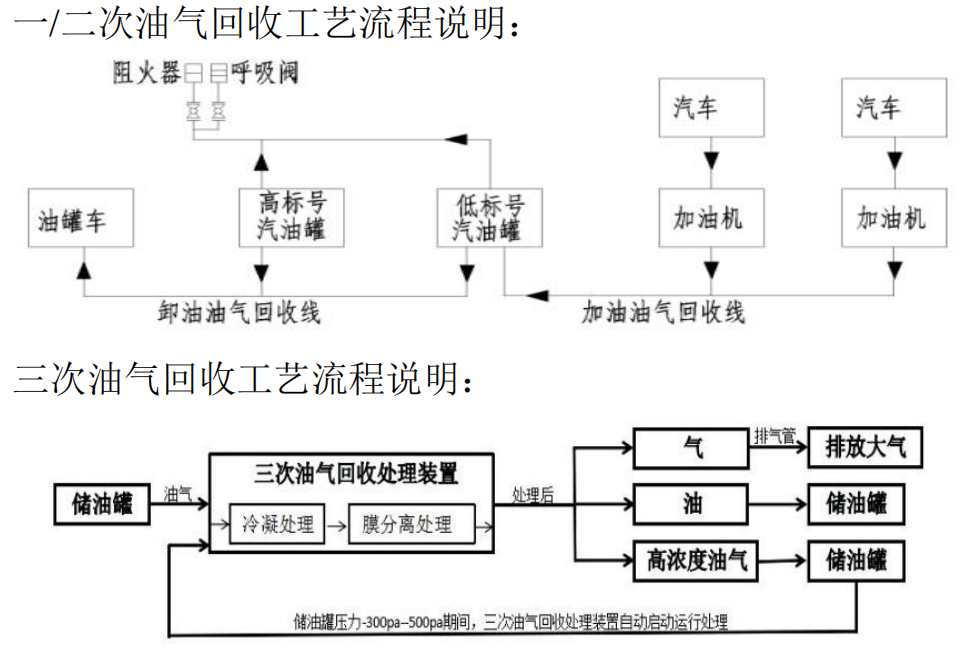 一/二次油气回收工艺流程说明：
阻火器 呼吸阀
汽车 汽车
油罐车
高标号
汽油罐
低标号
汽油罐
加油机 加油机
卸油油气回收线
加油油气回收线
三次油气回收工艺流程说明：
储油罐
油气
三次油气回收处理装置
冷凝处理
膜分离处理
处理后
气
排气管
排放大气
油
储油罐
高浓度油气
储油罐
储油罐压力-300pa--500pa期间，三次油气回收处理装置自动启动运行处理